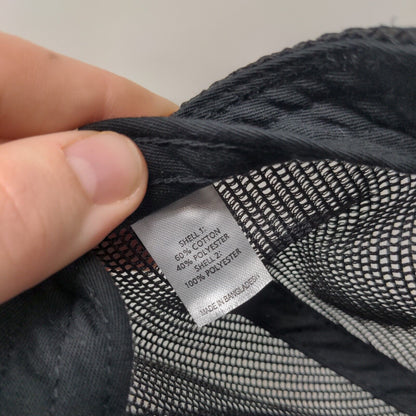 SHELL 1:
60% COTTON
40% POLYESTER
SHELL 2:
100% POLYESTER
MADE IN BANGLADESH